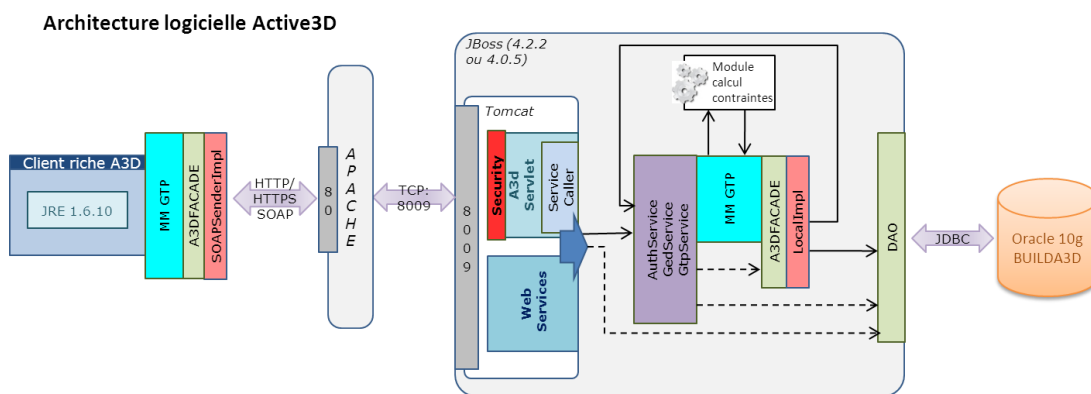 Architecture logicielle Active3D
Client riche A3D
JRE 1.6.10
MM GTP
A3DFACADE
SOAPSenderImpl
HTTP/
HTTPS
SOAP
80
APACHE
TCP:
8009
JBoss (4.2.2
ou 4.0.5)
8009
Tomcat
Security
A3d
Servlet
Service
Caller
Web
Services
Module
calcul
contraintes
AuthService
GedService
GtpService
MM GTP
A3DFACADE
LocalImpl
DAO
JDBC
Oracle 10g
BUILDA3D